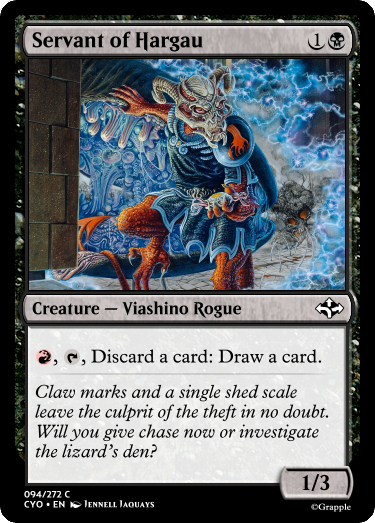 Servant of Hargau 1
Creature — Viashino Rogue
, , Discard a card: Draw a card.
Claw marks and a single shed scale
leave the culprit of the theft in no doubt.
Will you give chase now or investigate
the lizard's den?
1/3
094/272 C
CYO • EN Jennell Jaquays
©Grapple